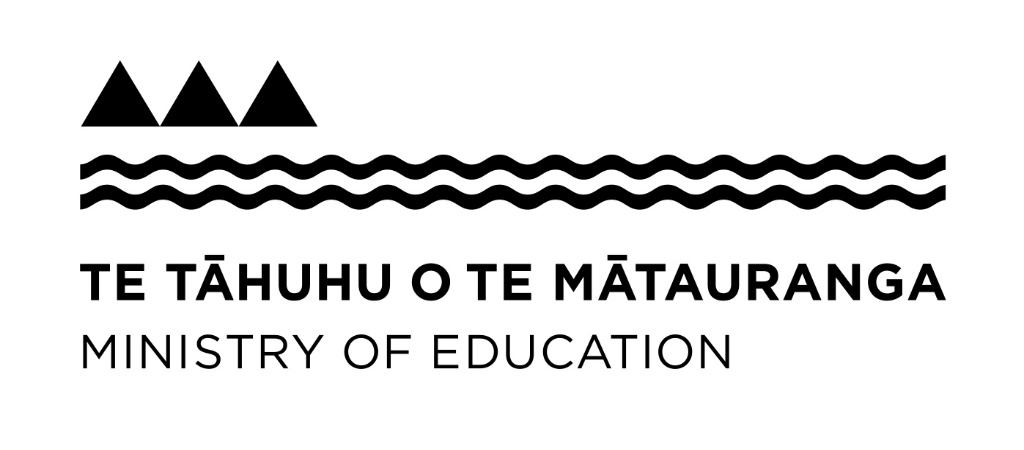 TE TĀHUHU O TE MĀTAURANGA
MINISTRY OF EDUCATION